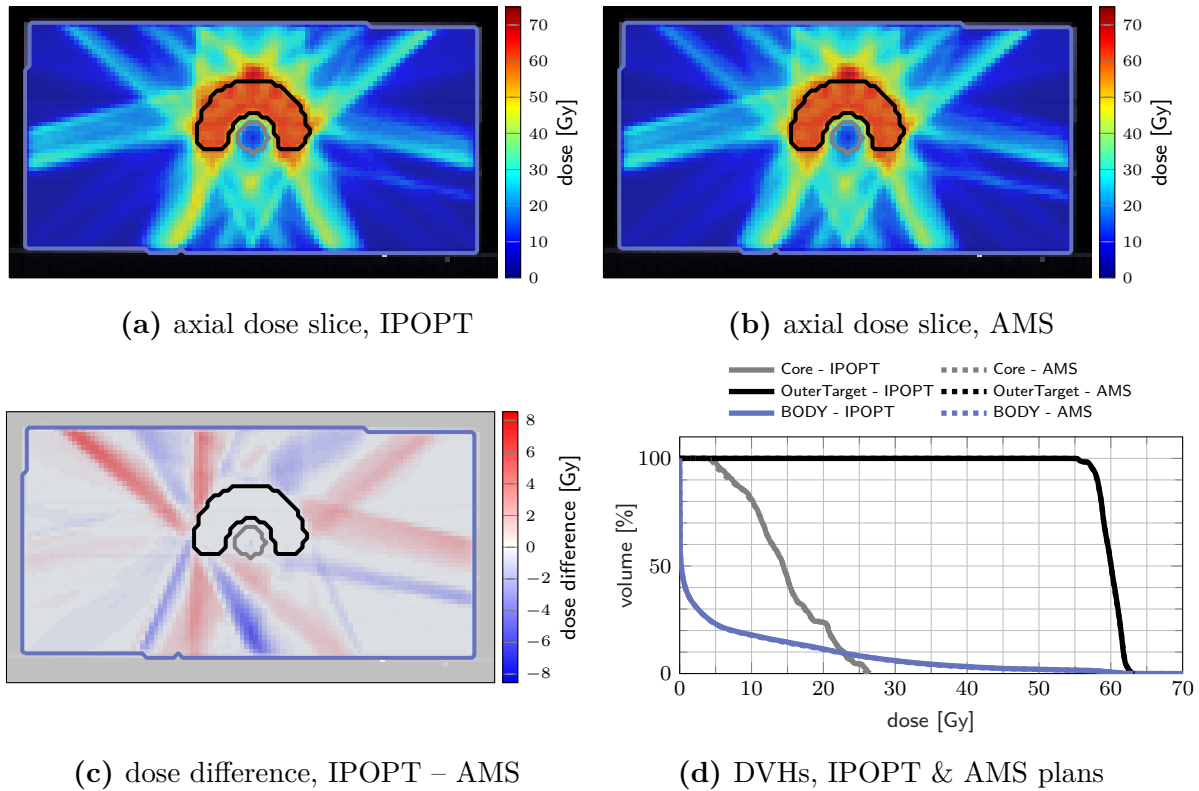 70
60
50
40
30
20
10
0
dose [Gy]
70
60
50
40
30
20
10
0
dose [Gy]
(a) axial dose slice, IPOPT
(b) axial dose slice, AMS
8
6
4
2
0
−2
−4
−6
−8
dose difference [Gy]
Core - IPOPT
Core - AMS
OuterTarget - IPOPT
OuterTarget - AMS
BODY - IPOPT
BODY - AMS
100
50
0
volume [%]
0 10 20 30 40 50 60 70
dose [Gy]
(c) dose difference, IPOPT – AMS
(d) DVHs, IPOPT & AMS plans